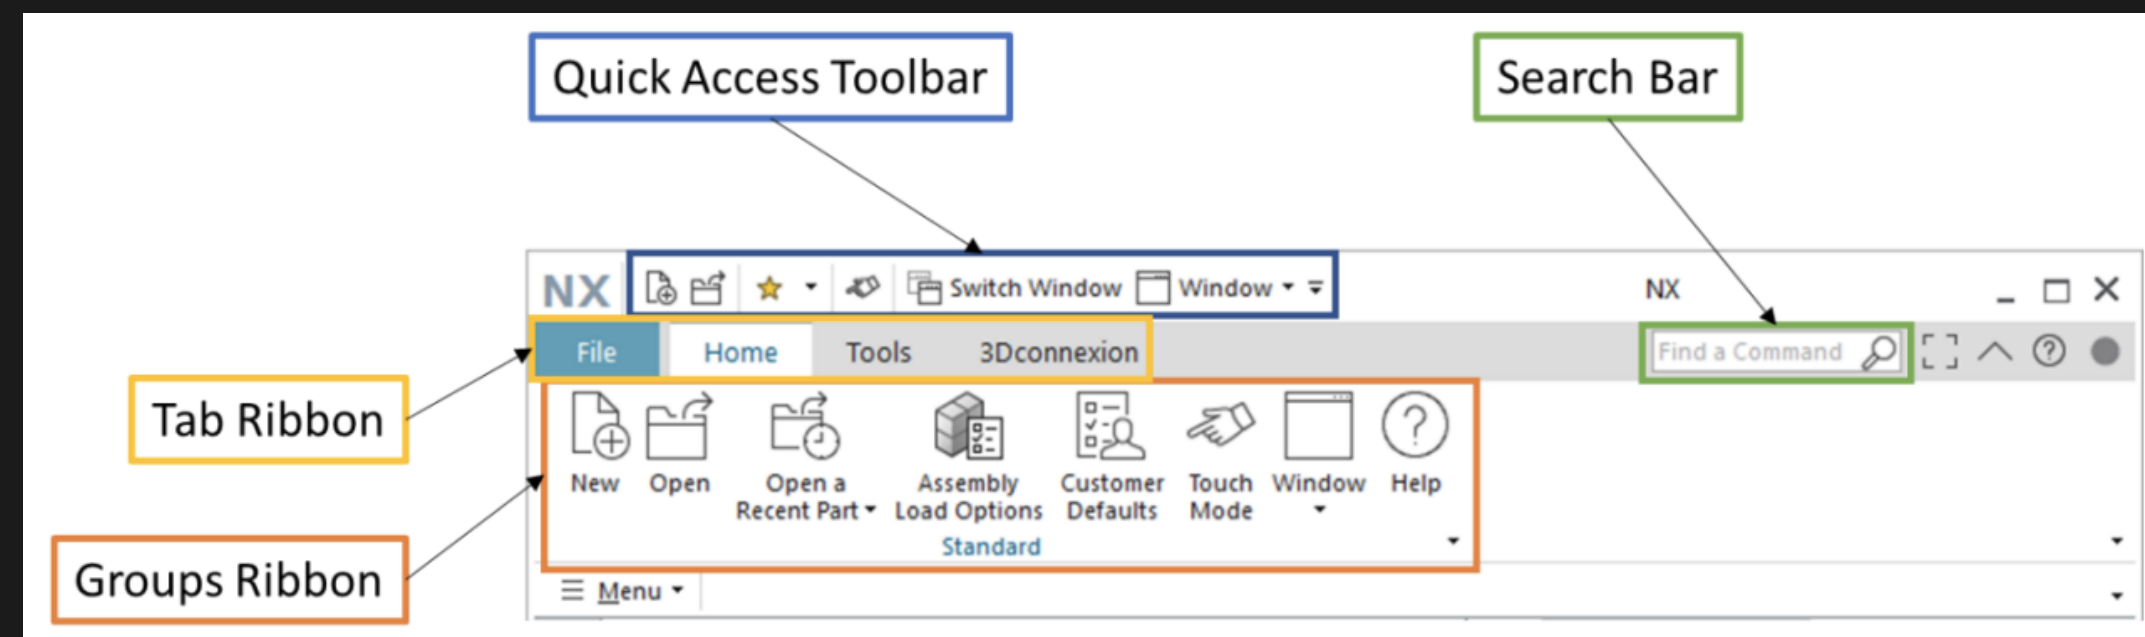 Quick Access Toolbar
Search Bar
NX
Switch Window
Window
NX
File
Home
Tools
3Dconnexion
Find a Command
Tab Ribbon
New
Open
Open a
Recent Part
Assembly
Load Options
Customer
Defaults
Touch
Mode
Window
Help
Standard
Groups Ribbon
Menu